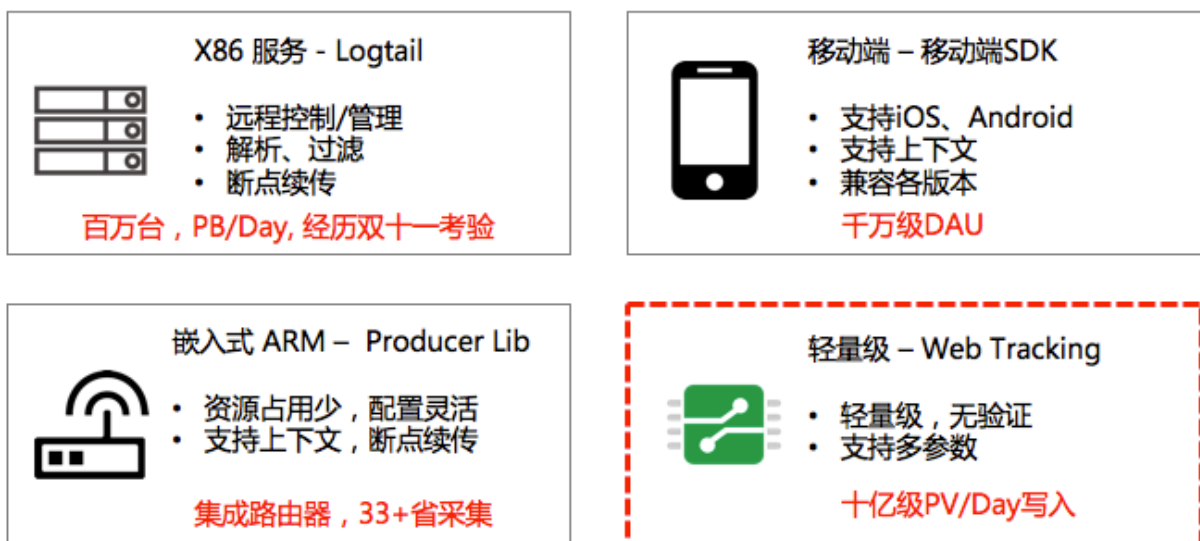 X86 服务 - Logtail
• 远程控制/管理
• 解析、过滤
• 断点续传
百万台，PB/Day, 经历双十一考验
移动端 – 移动端SDK
• 支持iOS、Android
• 支持上下文
• 兼容各版本
千万级DAU
嵌入式 ARM – Producer Lib
• 资源占用少，配置灵活
• 支持上下文，断点续传
集成路由器，33+省采集
轻量级 – Web Tracking
• 轻量级，无验证
• 支持多参数
十亿级PV/Day写入